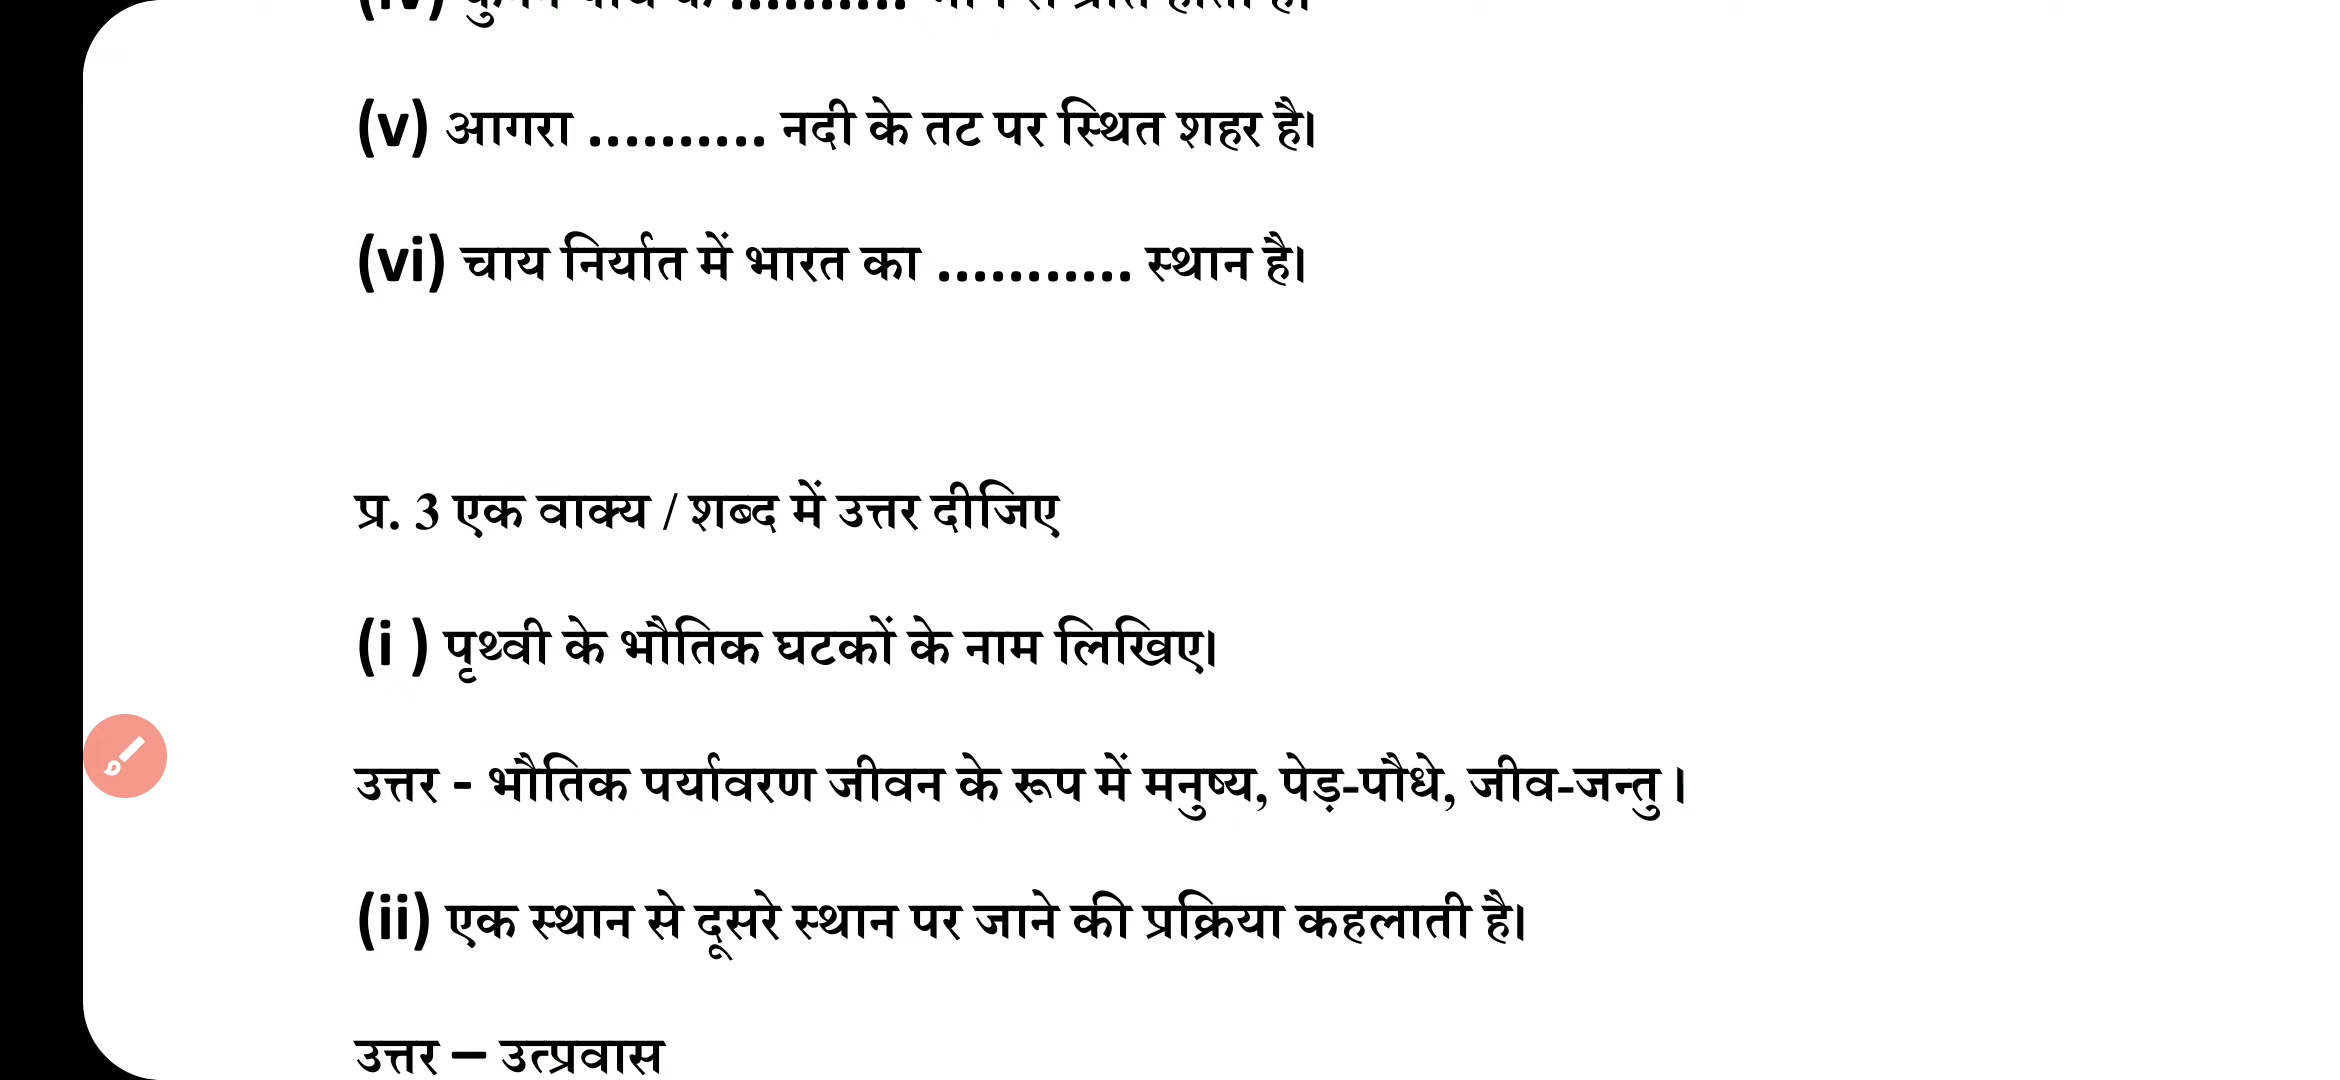 (v) आगरा .......... नदी के तट पर स्थित शहर है।
(vi) चाय निर्यात में भारत का ........... स्थान है।
प्र. 3 एक वाक्य / शब्द में उत्तर दीजिए
(i ) पृथ्वी के भौतिक घटकों के नाम लिखिए।
उत्तर - भौतिक पर्यावरण जीवन के रूप में मनुष्य, पेड़-पौधे, जीव-जन्तु ।
(ii) एक स्थान से दूसरे स्थान पर जाने की प्रक्रिया कहलाती है।
उत्तर – उत्प्रवास